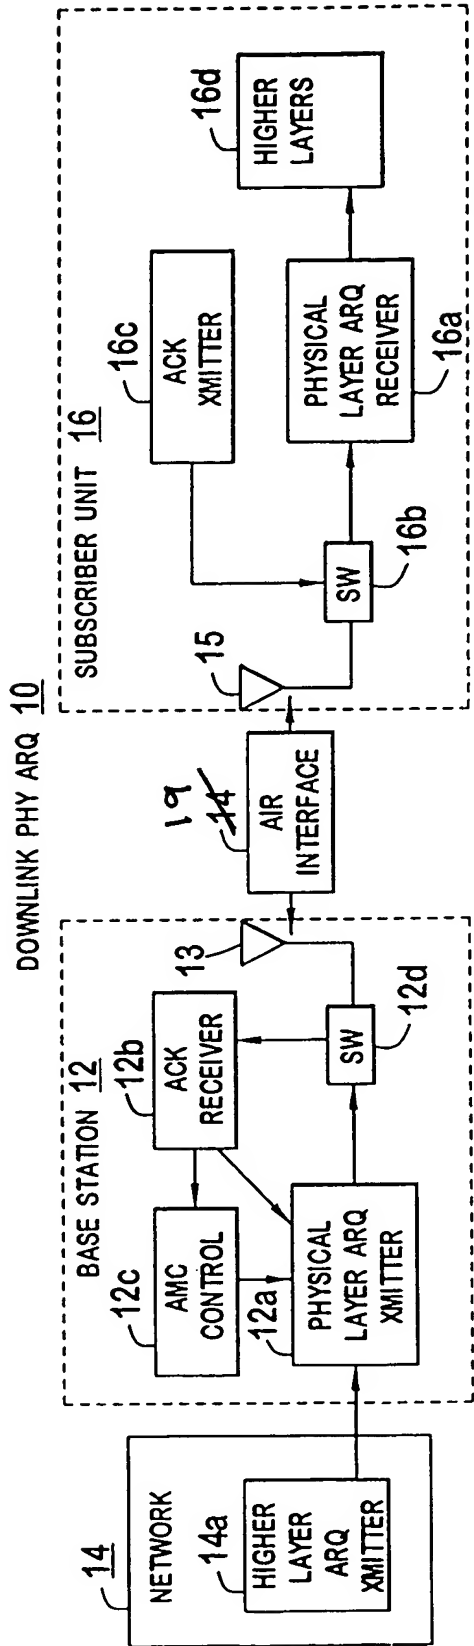 DOWNLINK PHY ARQ 10
14
NETWORK
14a
HIGHER
LAYER
ARQ
XMITTER
BASE STATION 12
12c
AMC
CONTROL
12b
ACK
RECEIVER
12a
PHYSICAL
LAYER ARQ
XMITTER
12d
SW
13
19
14
AIR
INTERFACE
SUBSCRIBER UNIT 16
15
16c
ACK
XMITTER
SW
16b
PHYSICAL
LAYER ARQ
RECEIVER
16a
16d
HIGHER
LAYERS